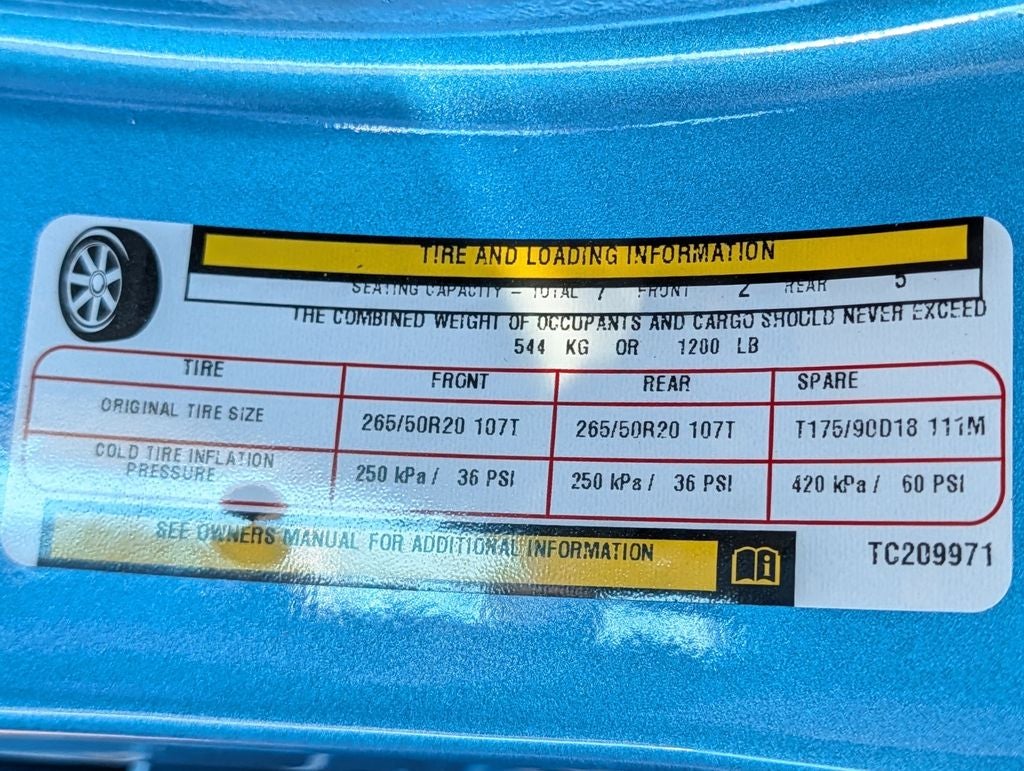 TIRE AND LOADING INFORMATION
SEATING CAPACITY – TOTAL 7 FRONT 2 REAR 5
THE COMBINED WEIGHT OF OCCUPANTS AND CARGO SHOULD NEVER EXCEED
544 KG OR 1200 LB
TIRE FRONT REAR SPARE
ORIGINAL TIRE SIZE 265/50R20 107T 265/50R20 107T T175/90D18 111M
COLD TIRE INFLATION
PRESSURE 250 kPa / 36 PSI 250 kPa / 36 PSI 420 kPa / 60 PSI
SEE OWNERS MANUAL FOR ADDITIONAL INFORMATION
TC209971